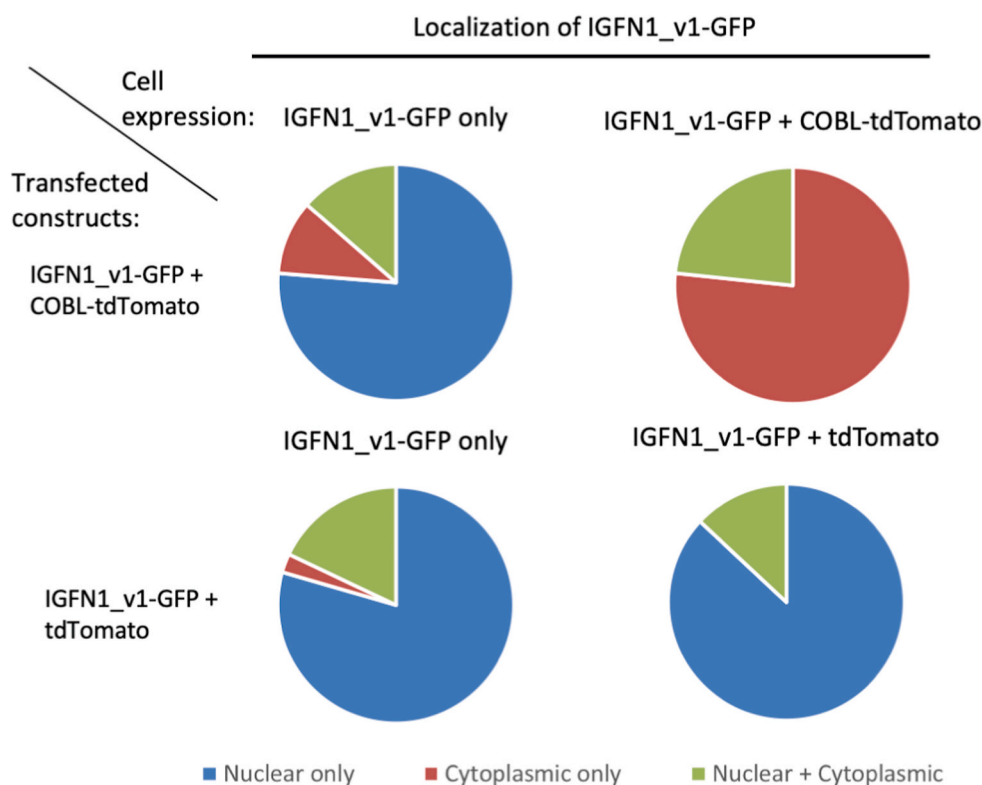 Localization of IGFN1_v1-GFP
Cell
expression:
IGFN1_v1-GFP only
IGFN1_v1-GFP + COBL-tdTomato
Transfected
constructs:
IGFN1_v1-GFP +
COBL-tdTomato
IGFN1_v1-GFP only
IGFN1_v1-GFP + tdTomato
IGFN1_v1-GFP +
tdTomato
Nuclear only
Cytoplasmic only
Nuclear + Cytoplasmic